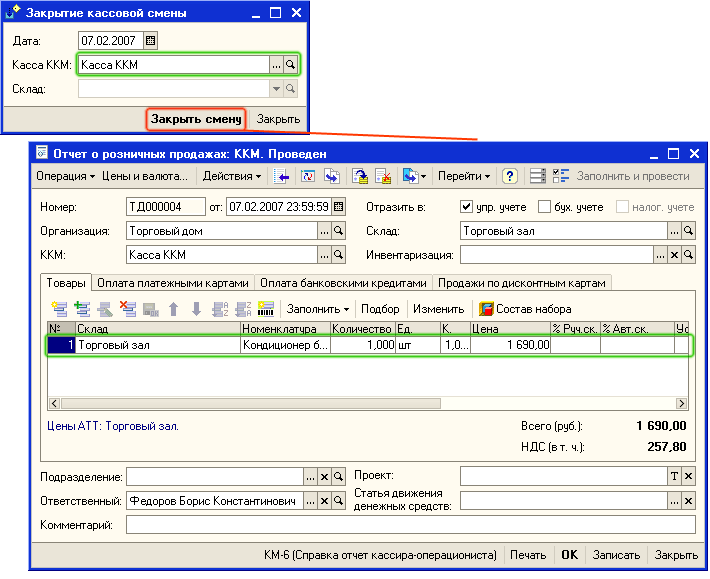 Закрытие кассовой смены
Дата: 07.02.2007
Касса ККМ: Касса ККМ ...
Склад:
Закрыть смену Закрыть
Отчет о розничных продажах: ККМ. Проведен
Операция Цены и валюта... Действия Перейти ? Заполнить и провести
Номер: ТД000004 от: 07.02.2007 23:59:59 Отразить в: упр. учете бух. учете налог. учете
Организация: Торговый дом ... Склад: Торговый зал ...
ККМ: Касса ККМ ... Инвентаризация: ... x
Товары Оплата платежными картами Оплата банковскими кредитами Продажи по дисконтным картам
Заполнить Подбор Изменить Состав набора
№ Склад Номенклатура Количество Ед. К. Цена % Руч.ск. % Авт.ск. Ус
1 Торговый зал Кондиционер б... 1,000 шт 1,0... 1 690,00
Цены АТТ: Торговый зал. Всего (руб.): 1 690,00
НДС (в т. ч.): 257,80
Подразделение: ... x Проект: T x
Ответственный: Федоров Борис Константинович ... x Статья движения денежных средств: ... x
Комментарий:
КМ-6 (Справка отчет кассира-операциониста) Печать OK Записать Закрыть